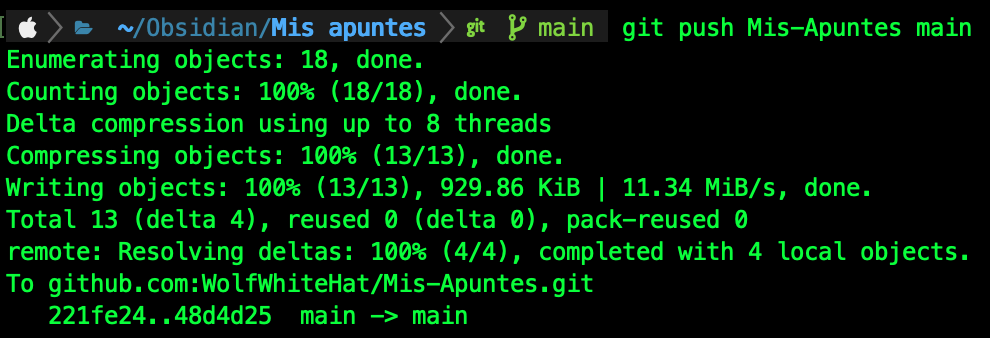 ~/Obsidian/Mis apuntes git main git push Mis-Apuntes main
Enumerating objects: 18, done.
Counting objects: 100% (18/18), done.
Delta compression using up to 8 threads
Compressing objects: 100% (13/13), done.
Writing objects: 100% (13/13), 929.86 KiB | 11.34 MiB/s, done.
Total 13 (delta 4), reused 0 (delta 0), pack-reused 0
remote: Resolving deltas: 100% (4/4), completed with 4 local objects.
To github.com:WolfWhiteHat/Mis-Apuntes.git
   221fe24..48d4d25  main -> main